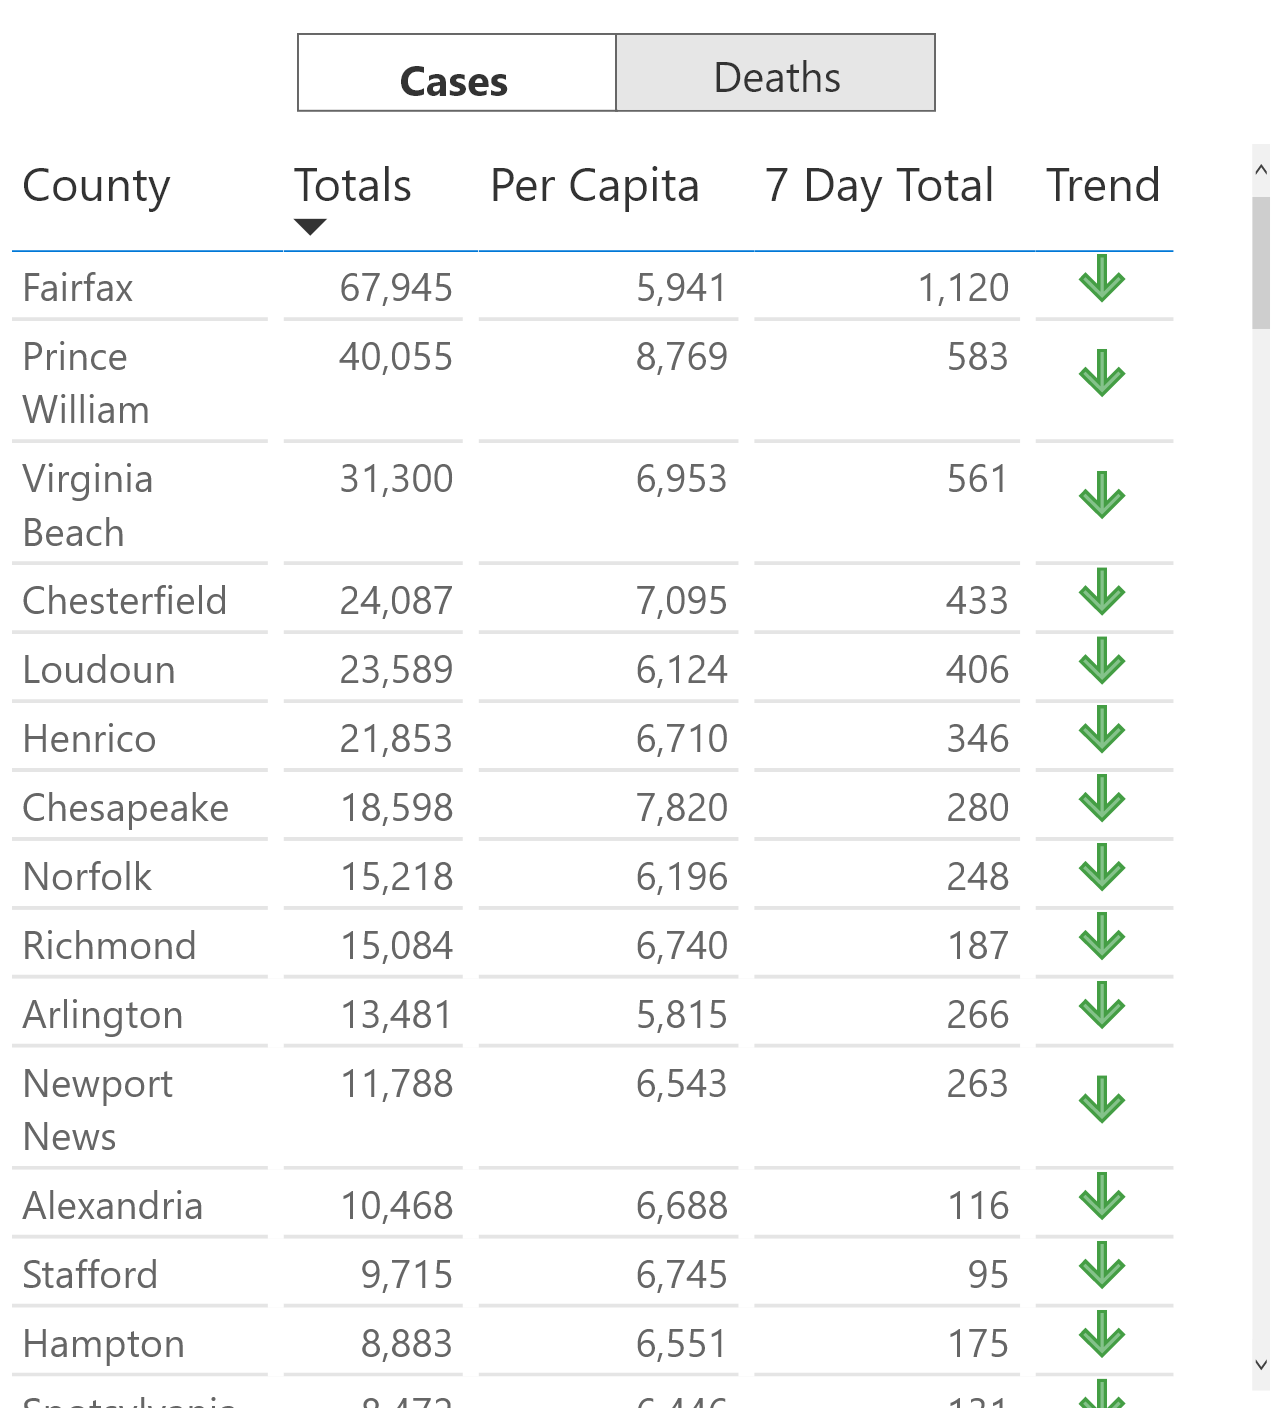 Cases Deaths
County Totals Per Capita 7 Day Total Trend
Fairfax 67,945 5,941 1,120
Prince 40,055 8,769 583
William
Virginia 31,300 6,953 561
Beach
Chesterfield 24,087 7,095 433
Loudoun 23,589 6,124 406
Henrico 21,853 6,710 346
Chesapeake 18,598 7,820 280
Norfolk 15,218 6,196 248
Richmond 15,084 6,740 187
Arlington 13,481 5,815 266
Newport 11,788 6,543 263
News
Alexandria 10,468 6,688 116
Stafford 9,715 6,745 95
Hampton 8,883 6,551 175